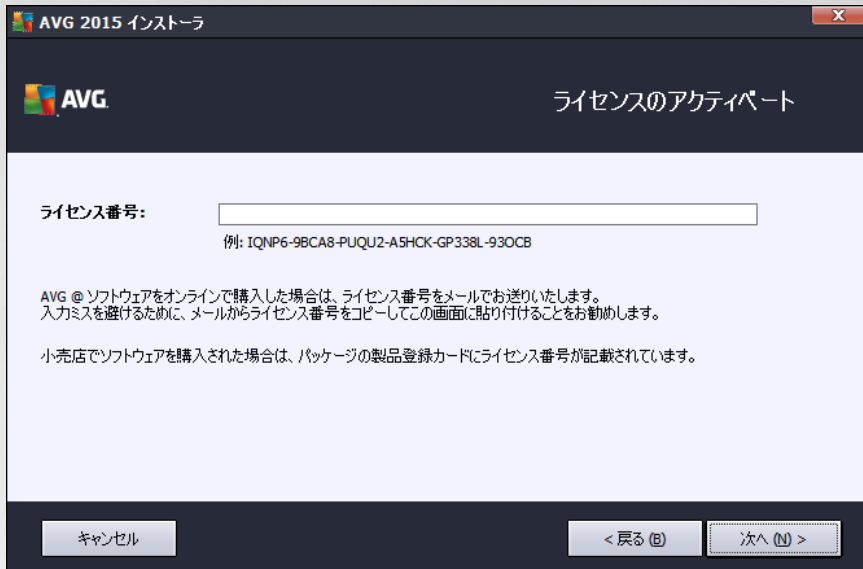 AVG 2015 インストーラ
AVG.
ライセンスのアクティベート
ライセンス番号:
例: IQNP6-9BCA8-PUQU2-A5HCK-GP338L-93OCB
AVG @ ソフトウェアをオンラインで購入した場合は、ライセンス番号をメールでお送りいたします。
入力ミスを避けるために、メールからライセンス番号をコピーしてこの画面に貼り付けることをお勧めします。
小売店でソフトウェアを購入された場合は、パッケージの製品登録カードにライセンス番号が記載されています。
キャンセル
< 戻る (B)
次へ (N) >